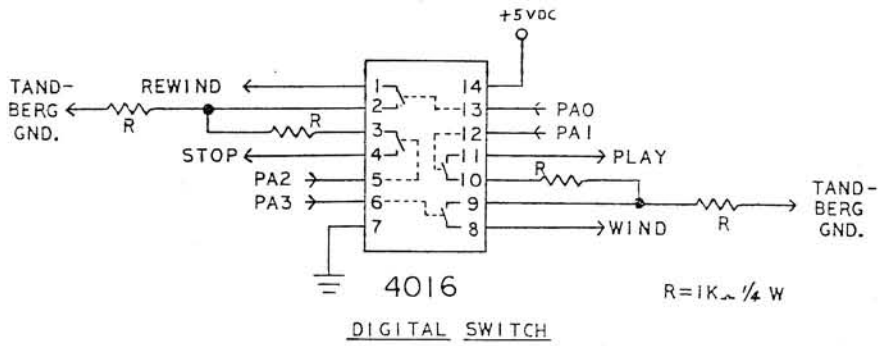 +5VDC
TAND-
BERG
GND.
REWIND
R
R
STOP
PA2
PA3
1
2
3
4
5
6
7
14
13
12
11
10
9
8
PA0
PA1
PLAY
R
R
WIND
TAND-
BERG
GND.
4016
R=1K~ 1/4 W
DIGITAL SWITCH